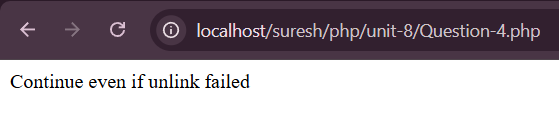 localhost/suresh/php/unit-8/Question-4.php
Continue even if unlink failed